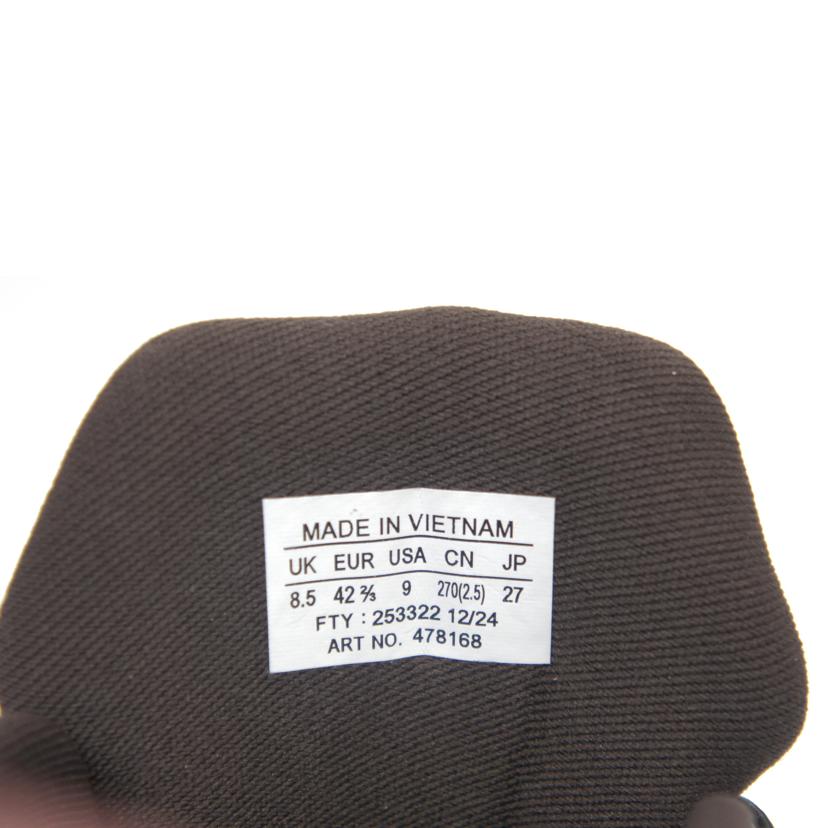 MADE IN VIETNAM
UK EUR USA CN JP
8.5 42⅔ 9 270(2.5) 27
FTY : 253322 12/24
ART NO. 478168